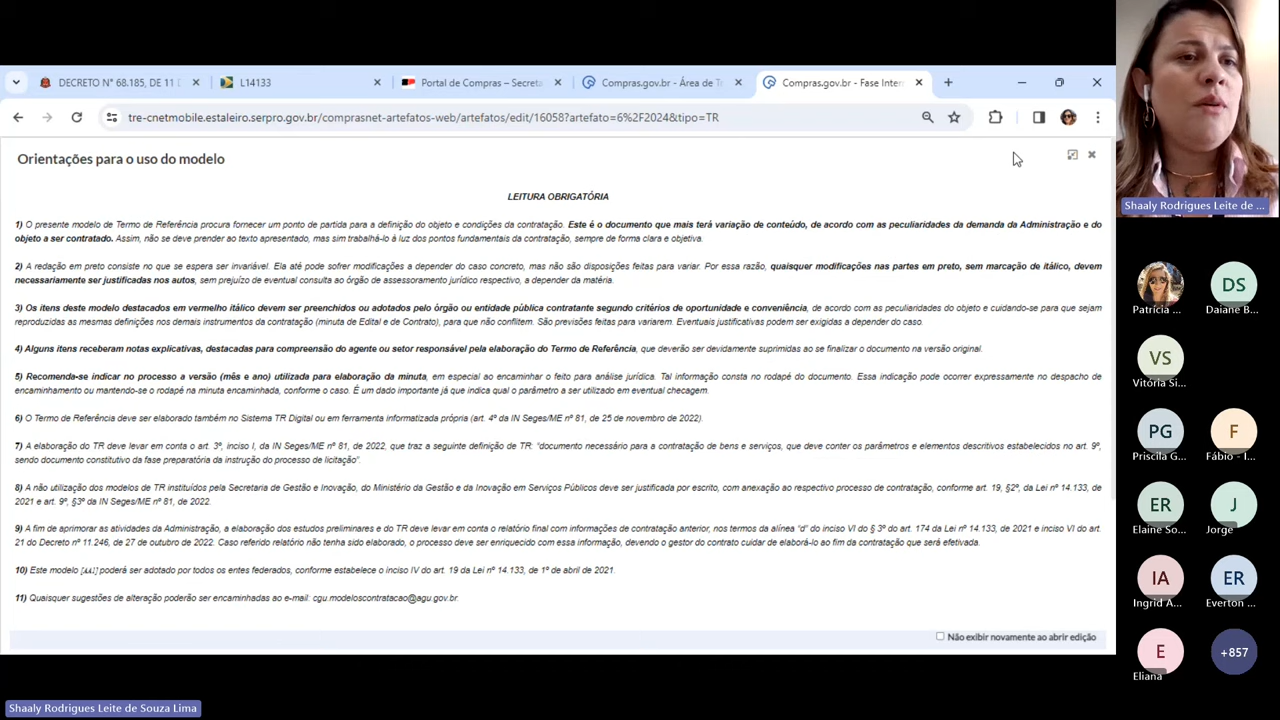 DECRETO N° 68.185, DE 11
L14133
Portal de Compras – Secreta
Compras.gov.br - Área de T
Compras.gov.br - Fase Inter
tre-cnetmobile.estaleiro.serpro.gov.br/comprasnet-artefatos-web/artefatos/edit/16058?artefato=6%2F2024&tipo=TR
Orientações para o uso do modelo
LEITURA OBRIGATÓRIA
1) O presente modelo de Termo de Referência procura fornecer um ponto de partida para a definição do objeto e condições da contratação. Este é o documento que mais terá variação de conteúdo, de acordo com as peculiaridades da demanda da Administração e do
objeto a ser contratado. Assim, não se deve prender ao texto apresentado, mas sim trabalhá-lo à luz dos pontos fundamentais da contratação, sempre de forma clara e objetiva.
2) A redação em preto consiste no que se espera ser invariável. Ela até pode sofrer modificações a depender do caso concreto, mas não são disposições feitas para variar. Por essa razão, quaisquer modificações nas partes em preto, sem marcação de itálico, devem
necessariamente ser justificadas nos autos, sem prejuízo de eventual consulta ao órgão de assessoramento jurídico respectivo, a depender da matéria.
3) Os itens deste modelo destacados em vermelho itálico devem ser preenchidos ou adotados pelo órgão ou entidade pública contratante segundo critérios de oportunidade e conveniência, de acordo com as peculiaridades do objeto e cuidando-se para que sejam
reproduzidas as mesmas definições nos demais instrumentos da contratação (minuta de Edital e de Contrato), para que não conflitem. São previsões feitas para variarem. Eventuais justificativas podem ser exigidas a depender do caso.
4) Alguns itens receberam notas explicativas, destacadas para compreensão do agente ou setor responsável pela elaboração do Termo de Referência, que deverão ser devidamente suprimidas ao se finalizar o documento na versão original.
5) Recomenda-se indicar no processo a versão (mês e ano) utilizada para elaboração da minuta, em especial ao encaminhar o feito para análise jurídica. Tal informação consta no rodapé do documento. Essa indicação pode ocorrer expressamente no despacho de
encaminhamento ou mantendo-se o rodapé na minuta encaminhada, conforme o caso. É um dado importante já que indica qual o parâmetro a ser utilizado em eventual checagem.
6) O Termo de Referência deve ser elaborado também no Sistema TR Digital ou em ferramenta informatizada própria (art. 4º da IN Seges/ME nº 81, de 25 de novembro de 2022).
7) A elaboração do TR deve levar em conta o art. 3º, inciso I, da IN Seges/ME nº 81, de 2022, que traz a seguinte definição de TR: “documento necessário para a contratação de bens e serviços, que deve conter os parâmetros e elementos descritivos estabelecidos no art. 9º,
sendo documento constitutivo da fase preparatória da instrução do processo de licitação”.
8) A não utilização dos modelos de TR instituídos pela Secretaria de Gestão e Inovação, do Ministério da Gestão e da Inovação em Serviços Públicos deve ser justificada por escrito, com anexação ao respectivo processo de contratação, conforme art. 19, §2º, da Lei nº 14.133, de
2021 e art. 9º, §3º da IN Seges/ME nº 81, de 2022.
9) A fim de aprimorar as atividades da Administração, a elaboração dos estudos preliminares e do TR deve levar em conta o relatório final com informações de contratação anterior, nos termos da alínea “d” do inciso VI do § 3º do art. 174 da Lei nº 14.133, de 2021 e inciso VI do art.
21 do Decreto nº 11.246, de 27 de outubro de 2022. Caso referido relatório não tenha sido elaborado, o processo deve ser enriquecido com essa informação, devendo o gestor do contrato cuidar de elaborá-lo ao fim da contratação que será efetivada.
10) Este modelo poderá ser adotado por todos os entes federados, conforme estabelece o inciso IV do art. 19 da Lei nº 14.133, de 1º de abril de 2021.
11) Quaisquer sugestões de alteração poderão ser encaminhadas ao e-mail: cgu.modeloscontratacao@agu.gov.br.
Não exibir novamente ao abrir edição
Shaaly Rodrigues Leite de ...
Patrícia ...
DS
Daiane B...
VS
Vitória Si...
PG
Priscila G...
F
Fábio - I...
ER
Elaine So...
J
Jorge
IA
Ingrid A...
ER
Everton ...
E
Eliana
+857
Shaaly Rodrigues Leite de Souza Lima